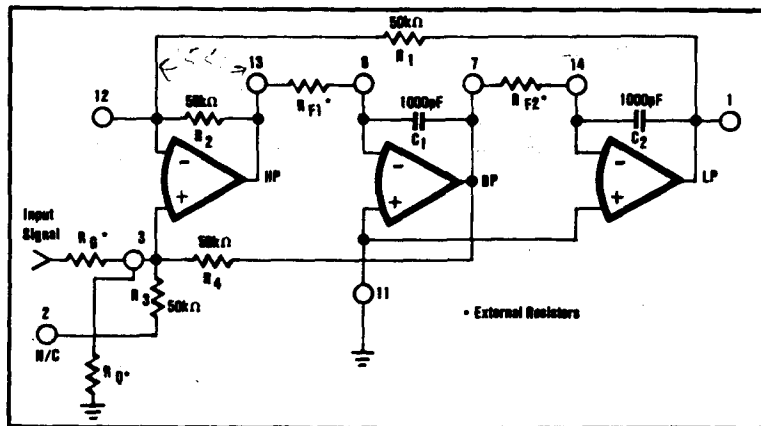 50kΩ
R1
12
13
8
7
14
1
50kΩ
R2
RF1*
1000pF
C1
RF2*
1000pF
C2
−
+
HP
−
+
BP
−
+
LP
Input
Signal
RG*
3
50kΩ
R4
R3
50kΩ
2
N/C
RQ*
11
* External Resistors